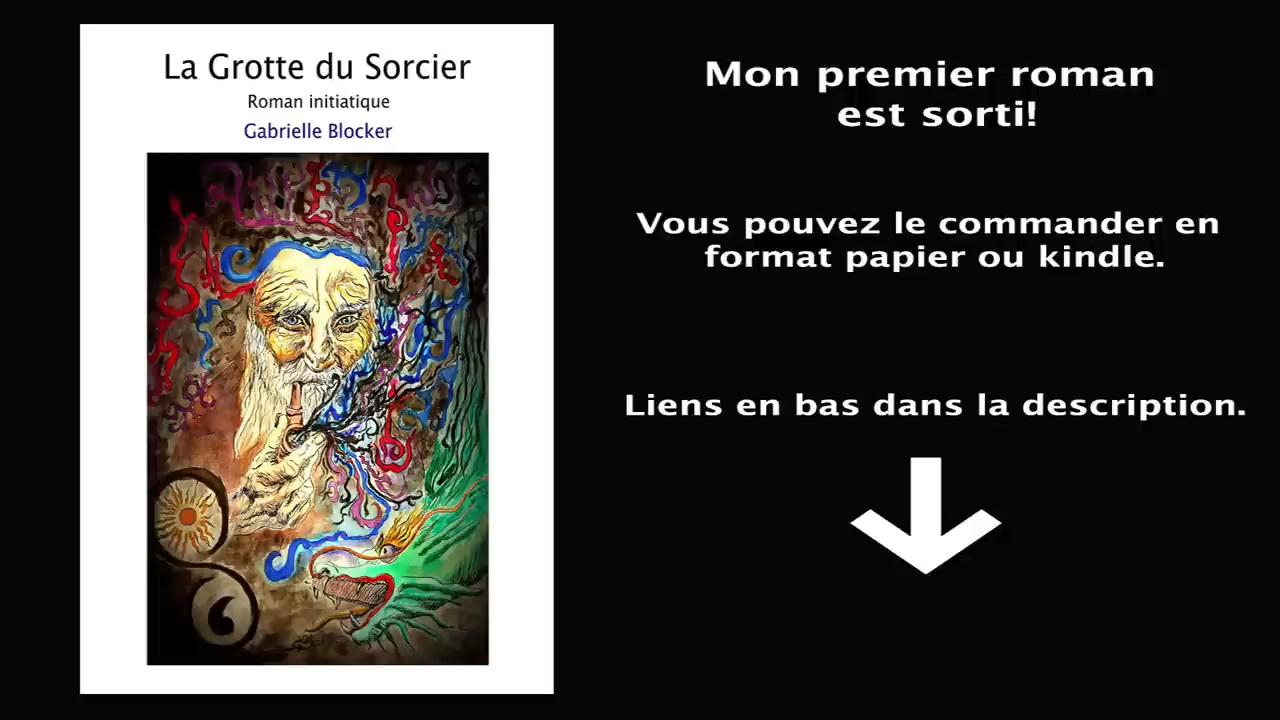 La Grotte du Sorcier
Roman initiatique
Gabrielle Blocker
Mon premier roman
est sorti!
Vous pouvez le commander en
format papier ou kindle.
Liens en bas dans la description.